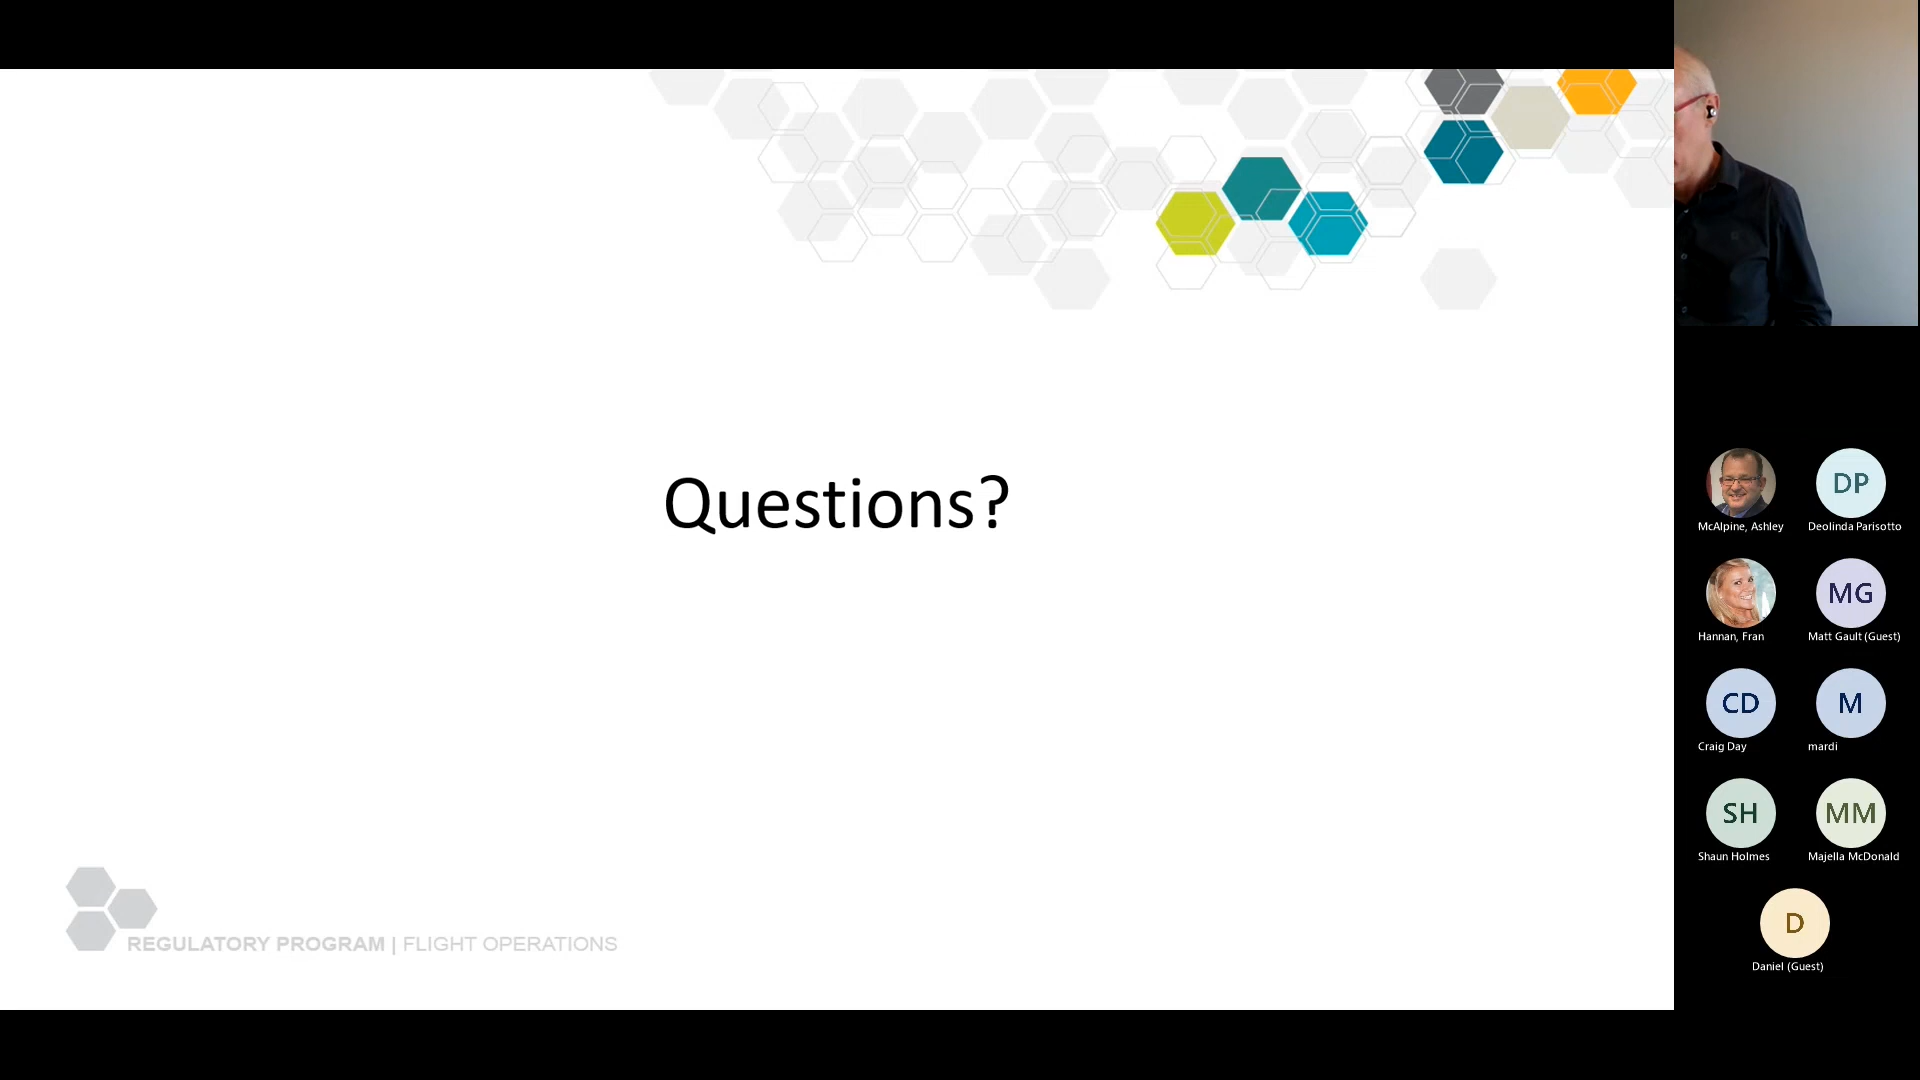 Questions?
REGULATORY PROGRAM | FLIGHT OPERATIONS
McAlpine, Ashley
DP
Deolinda Parisotto
Hannan, Fran
MG
Matt Gault (Guest)
CD
Craig Day
M
mardi
SH
Shaun Holmes
MM
Majella McDonald
D
Daniel (Guest)